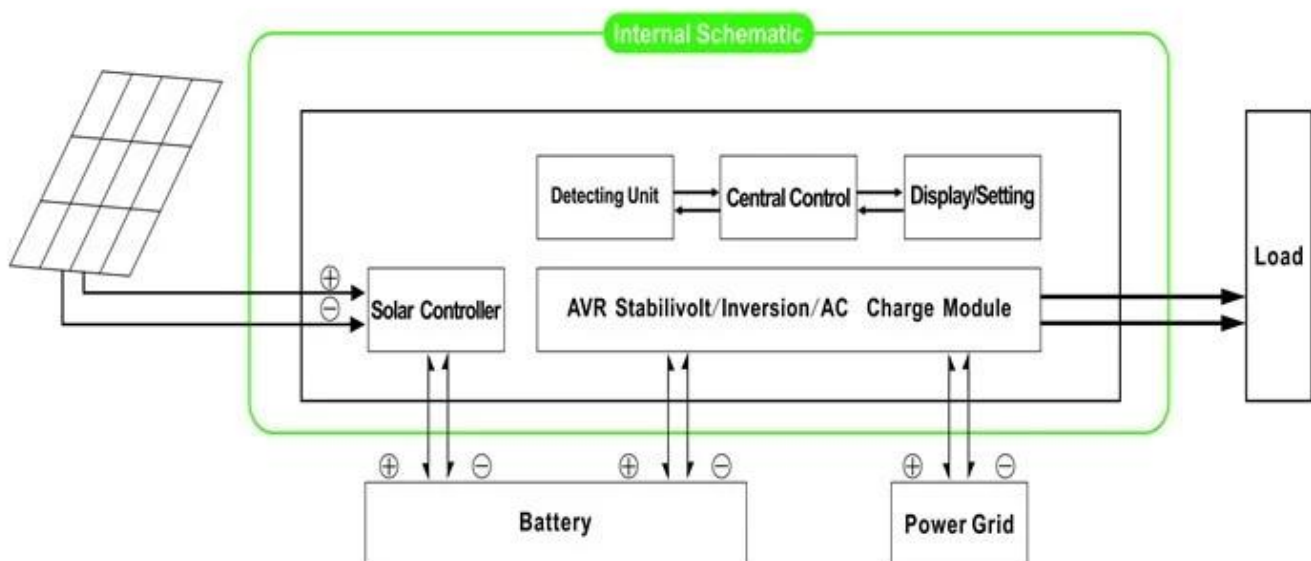 Internal Schematic
Detecting Unit
Central Control
Display/Setting
Load
+
−
Solar Controller
AVR Stabilivolt/Inversion/AC Charge Module
+ − + − + −
Battery
Power Grid